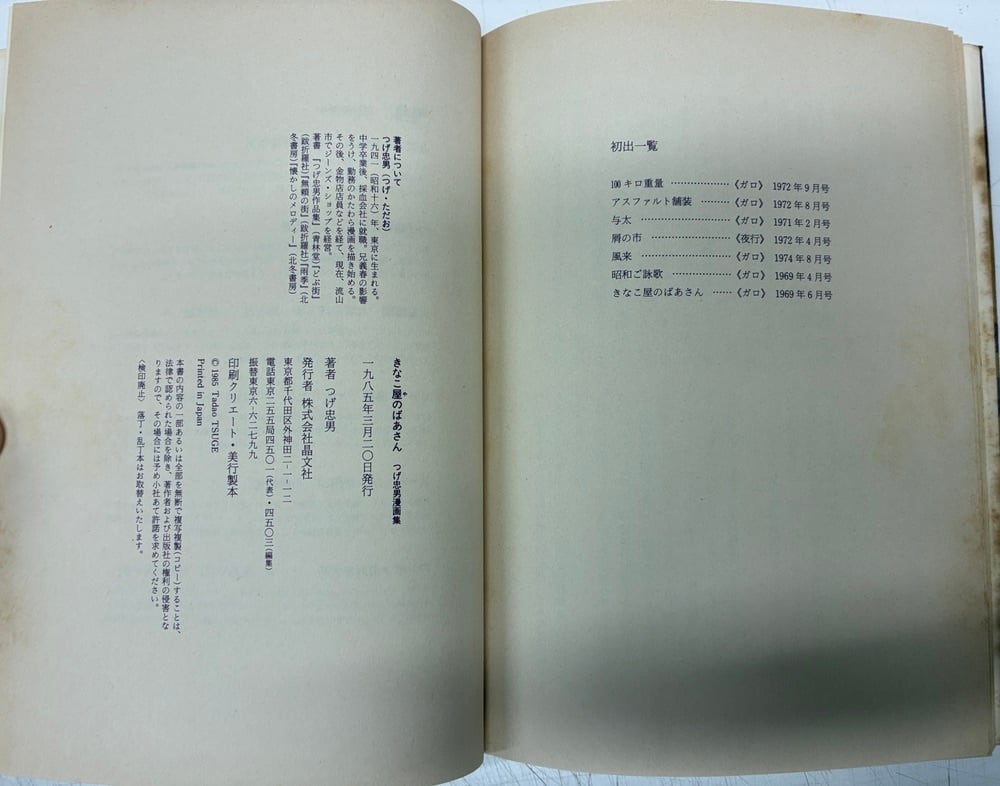 初出一覧
100キロ重量 ………………《ガロ》 1972年9月号
アスファルト舗装 ………《ガロ》 1972年8月号
与太 ………………………《ガロ》 1971年2月号
屑の市 ……………………《夜行》 1972年4月号
風来 ………………………《ガロ》 1974年8月号
昭和ご詠歌 ………………《ガロ》 1969年4月号
きなこ屋のばあさん ……《ガロ》 1969年6月号
著者について
つげ忠男（つげ・ただお）
一九四一（昭和十六）年、東京に生まれる。
中学卒業後、採血会社に就職。兄義春の影響
をうけ、勤務のかたわら漫画を描き始める。
その後、金物店店員などを経て、現在、流山
市でジーンズ・ショップを経営。
著書　『つげ忠男作品集』（青林堂）『どぶ街』
（跋折羅社）『無頼の街』（跋折羅社）『雨季』（北
冬書房）『懐かしのメロディー』（北冬書房）
きなこ屋のばあさん　つげ忠男漫画集
や
一九八五年三月二〇日発行
著者　つげ忠男
発行者　株式会社晶文社
東京都千代田区外神田二-一-一二
電話東京二五五局四五〇一（代表）・四五〇三（編集）
振替東京六-六二七九九
印刷クリエート・美行製本
© 1985 Tadao TSUGE
Printed in Japan
本書の内容の一部あるいは全部を無断で複写複製（コピー）することは、
法律で認められた場合を除き、著作者および出版社の権利の侵害とな
りますので、その場合には予め小社あて許諾を求めてください。
〈検印廃止〉　落丁・乱丁本はお取替えいたします。